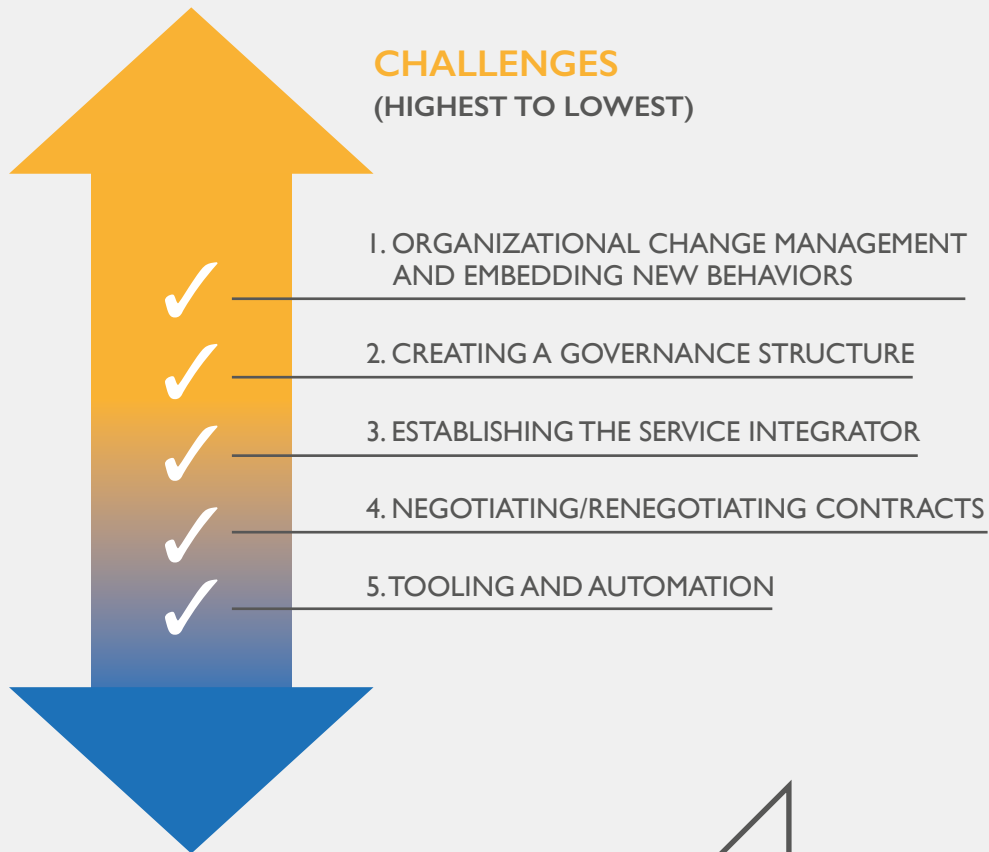 CHALLENGES
(HIGHEST TO LOWEST)
1. ORGANIZATIONAL CHANGE MANAGEMENT
AND EMBEDDING NEW BEHAVIORS
2. CREATING A GOVERNANCE STRUCTURE
3. ESTABLISHING THE SERVICE INTEGRATOR
4. NEGOTIATING/RENEGOTIATING CONTRACTS
5. TOOLING AND AUTOMATION